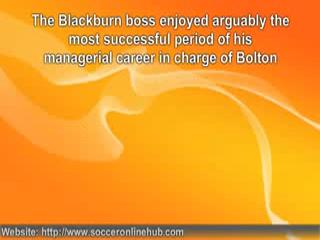 The Blackburn boss enjoyed arguably the
most successful period of his
managerial career in charge of Bolton
Website: http://www.socceronlinehub.com